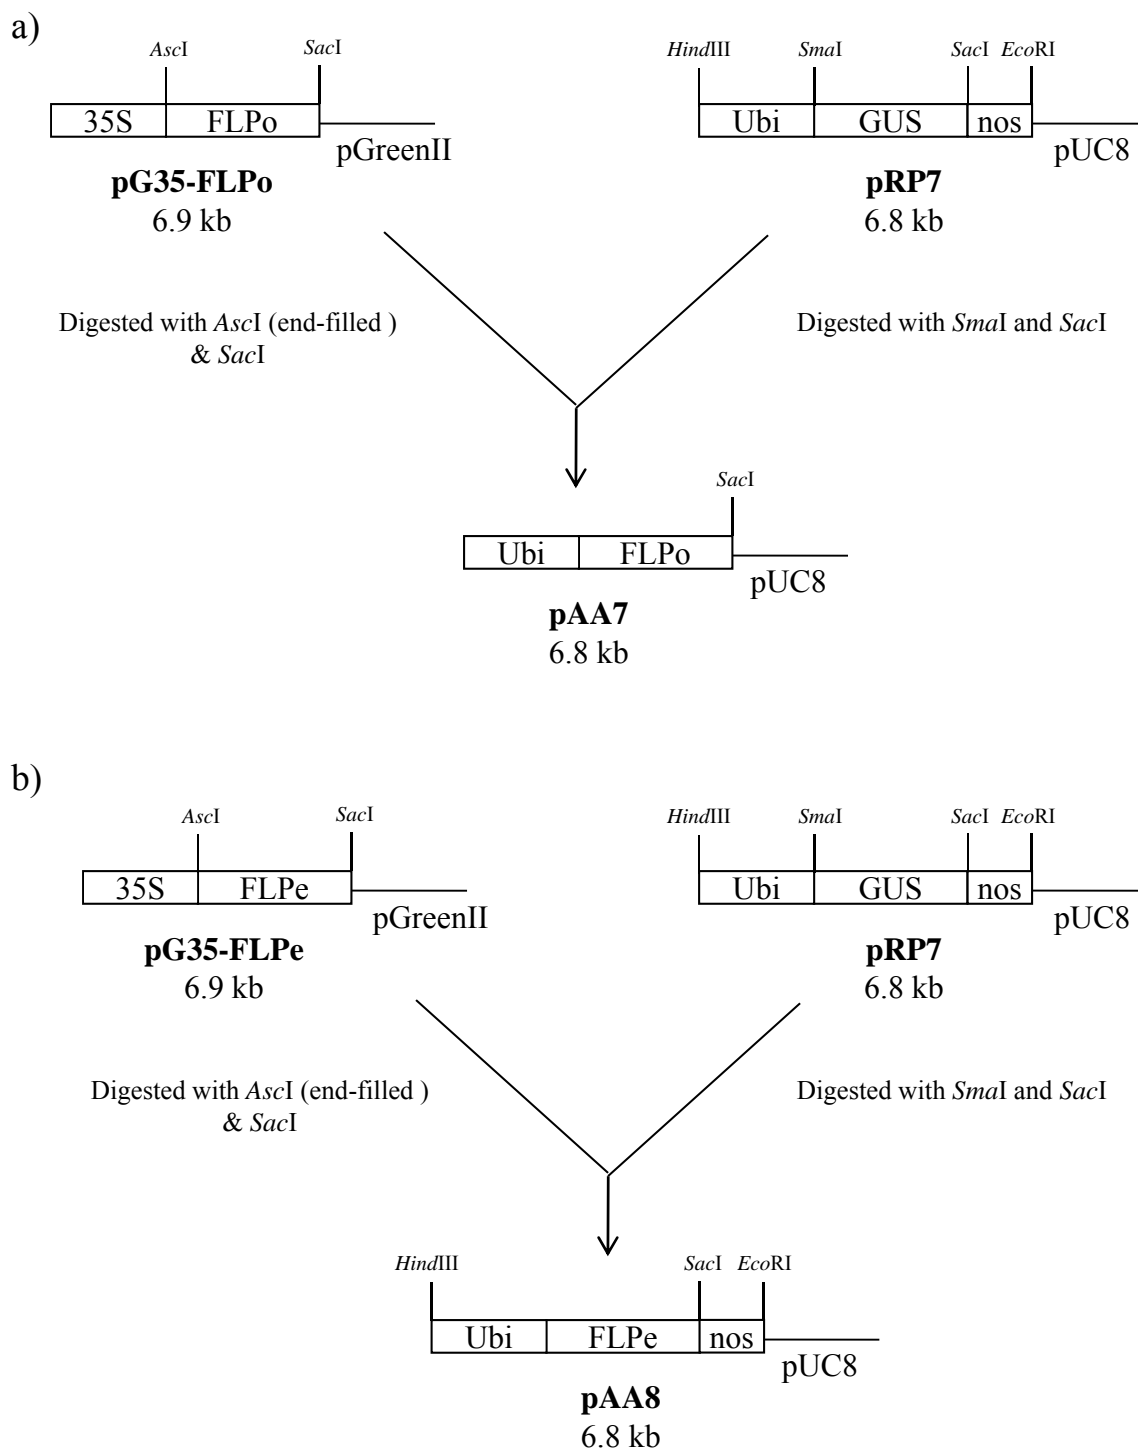 a)
AscI SacI HindIII SmaI SacI EcoRI
35S FLPo Ubi GUS nos
pGreenII pUC8
pG35-FLPo pRP7
6.9 kb 6.8 kb
Digested with AscI (end-filled ) Digested with SmaI and SacI
& SacI
SacI
Ubi FLPo
pUC8
pAA7
6.8 kb
b)
AscI SacI HindIII SmaI SacI EcoRI
35S FLPe Ubi GUS nos
pGreenII pUC8
pG35-FLPe pRP7
6.9 kb 6.8 kb
Digested with AscI (end-filled ) Digested with SmaI and SacI
& SacI
HindIII SacI EcoRI
Ubi FLPe nos
pUC8
pAA8
6.8 kb